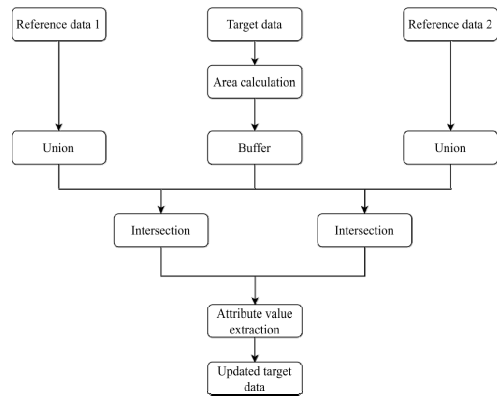 Reference data 1
Target data
Reference data 2
Area calculation
Union
Buffer
Union
Intersection
Intersection
Attribute value
extraction
Updated target
data